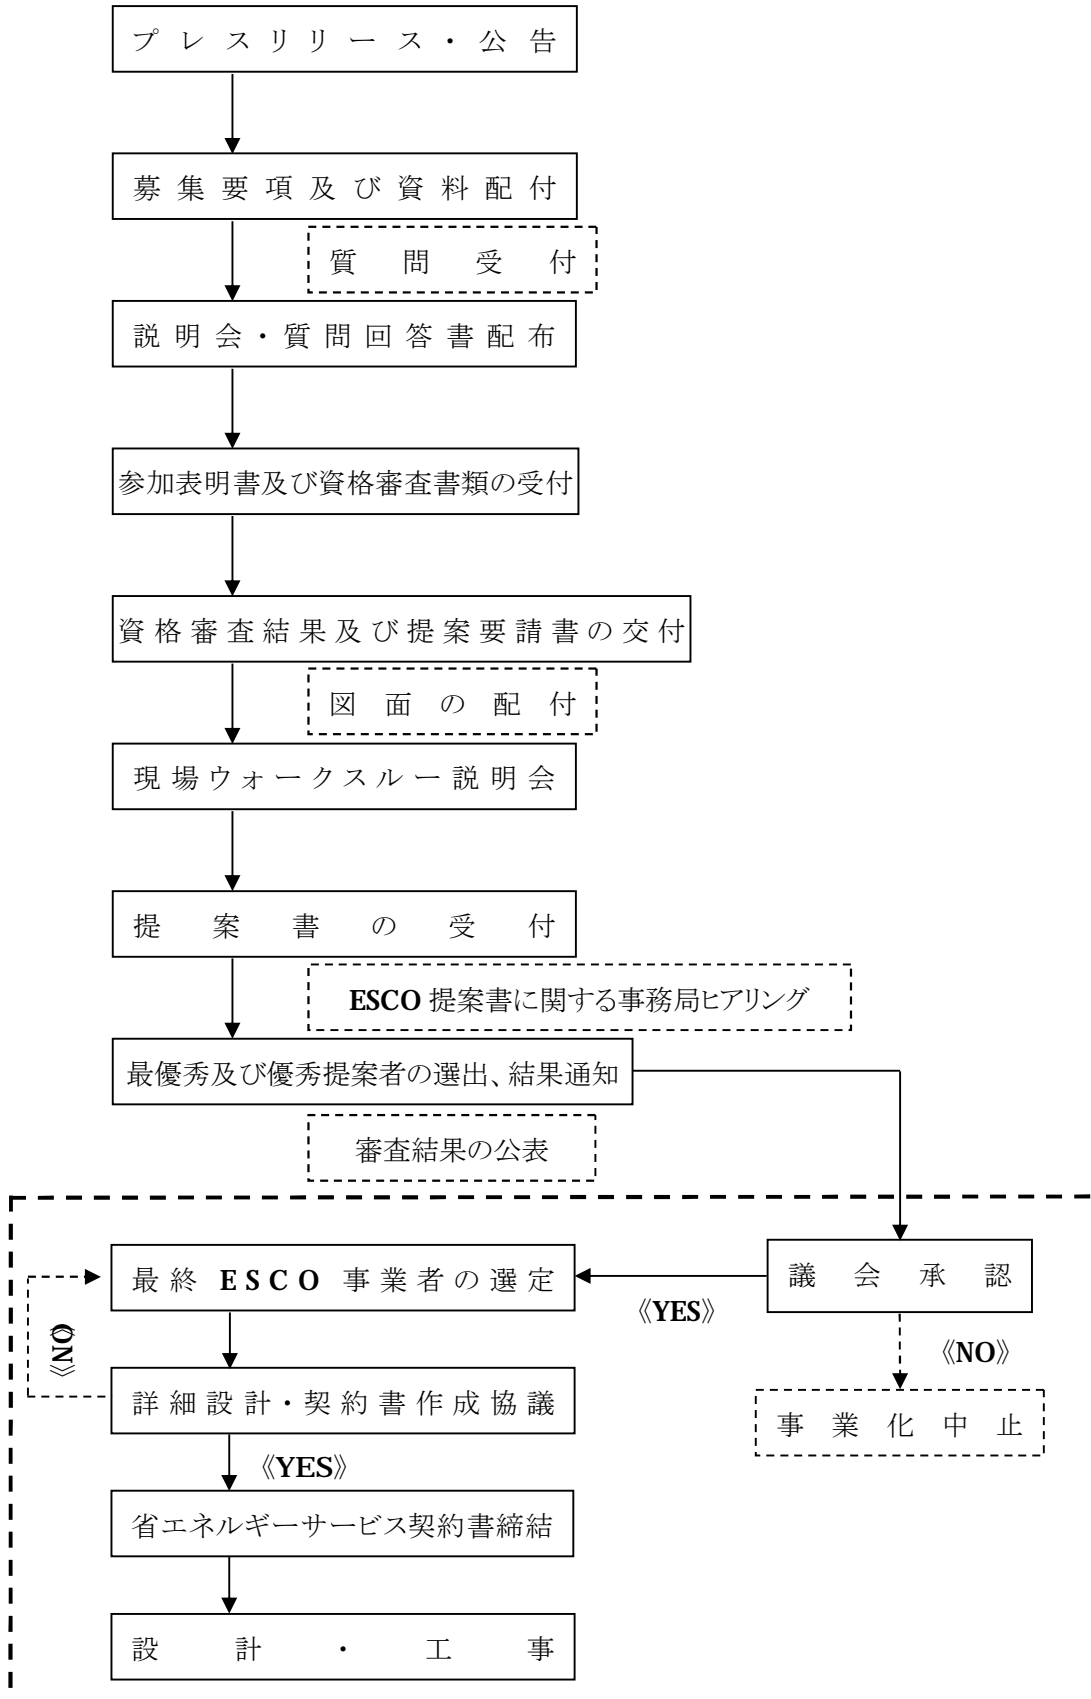 プレスリリース・公告
募集要項及び資料配付
質問受付
説明会・質問回答書配布
参加表明書及び資格審査書類の受付
資格審査結果及び提案要請書の交付
図面の配付
現場ウォークスルー説明会
提案書の受付
ESCO 提案書に関する事務局ヒアリング
最優秀及び優秀提案者の選出、結果通知
審査結果の公表
最終 ESCO 事業者の選定
議会承認
《YES》
《NO》
《NO》
詳細設計・契約書作成協議
事業化中止
《YES》
省エネルギーサービス契約書締結
設計・工事